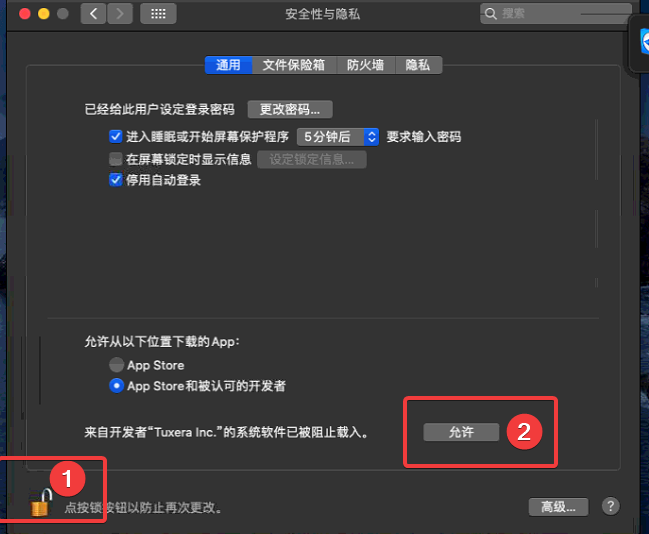 安全性与隐私
搜索
通用 文件保险箱 防火墙 隐私
已经给此用户设定登录密码 更改密码...
进入睡眠或开始屏幕保护程序 5分钟后 要求输入密码
在屏幕锁定时显示信息 设定锁定信息...
停用自动登录
允许从以下位置下载的App：
App Store
App Store和被认可的开发者
来自开发者“Tuxera Inc.”的系统软件已被阻止载入。 允许 2
1
点按锁按钮以防止再次更改。 高级... ?